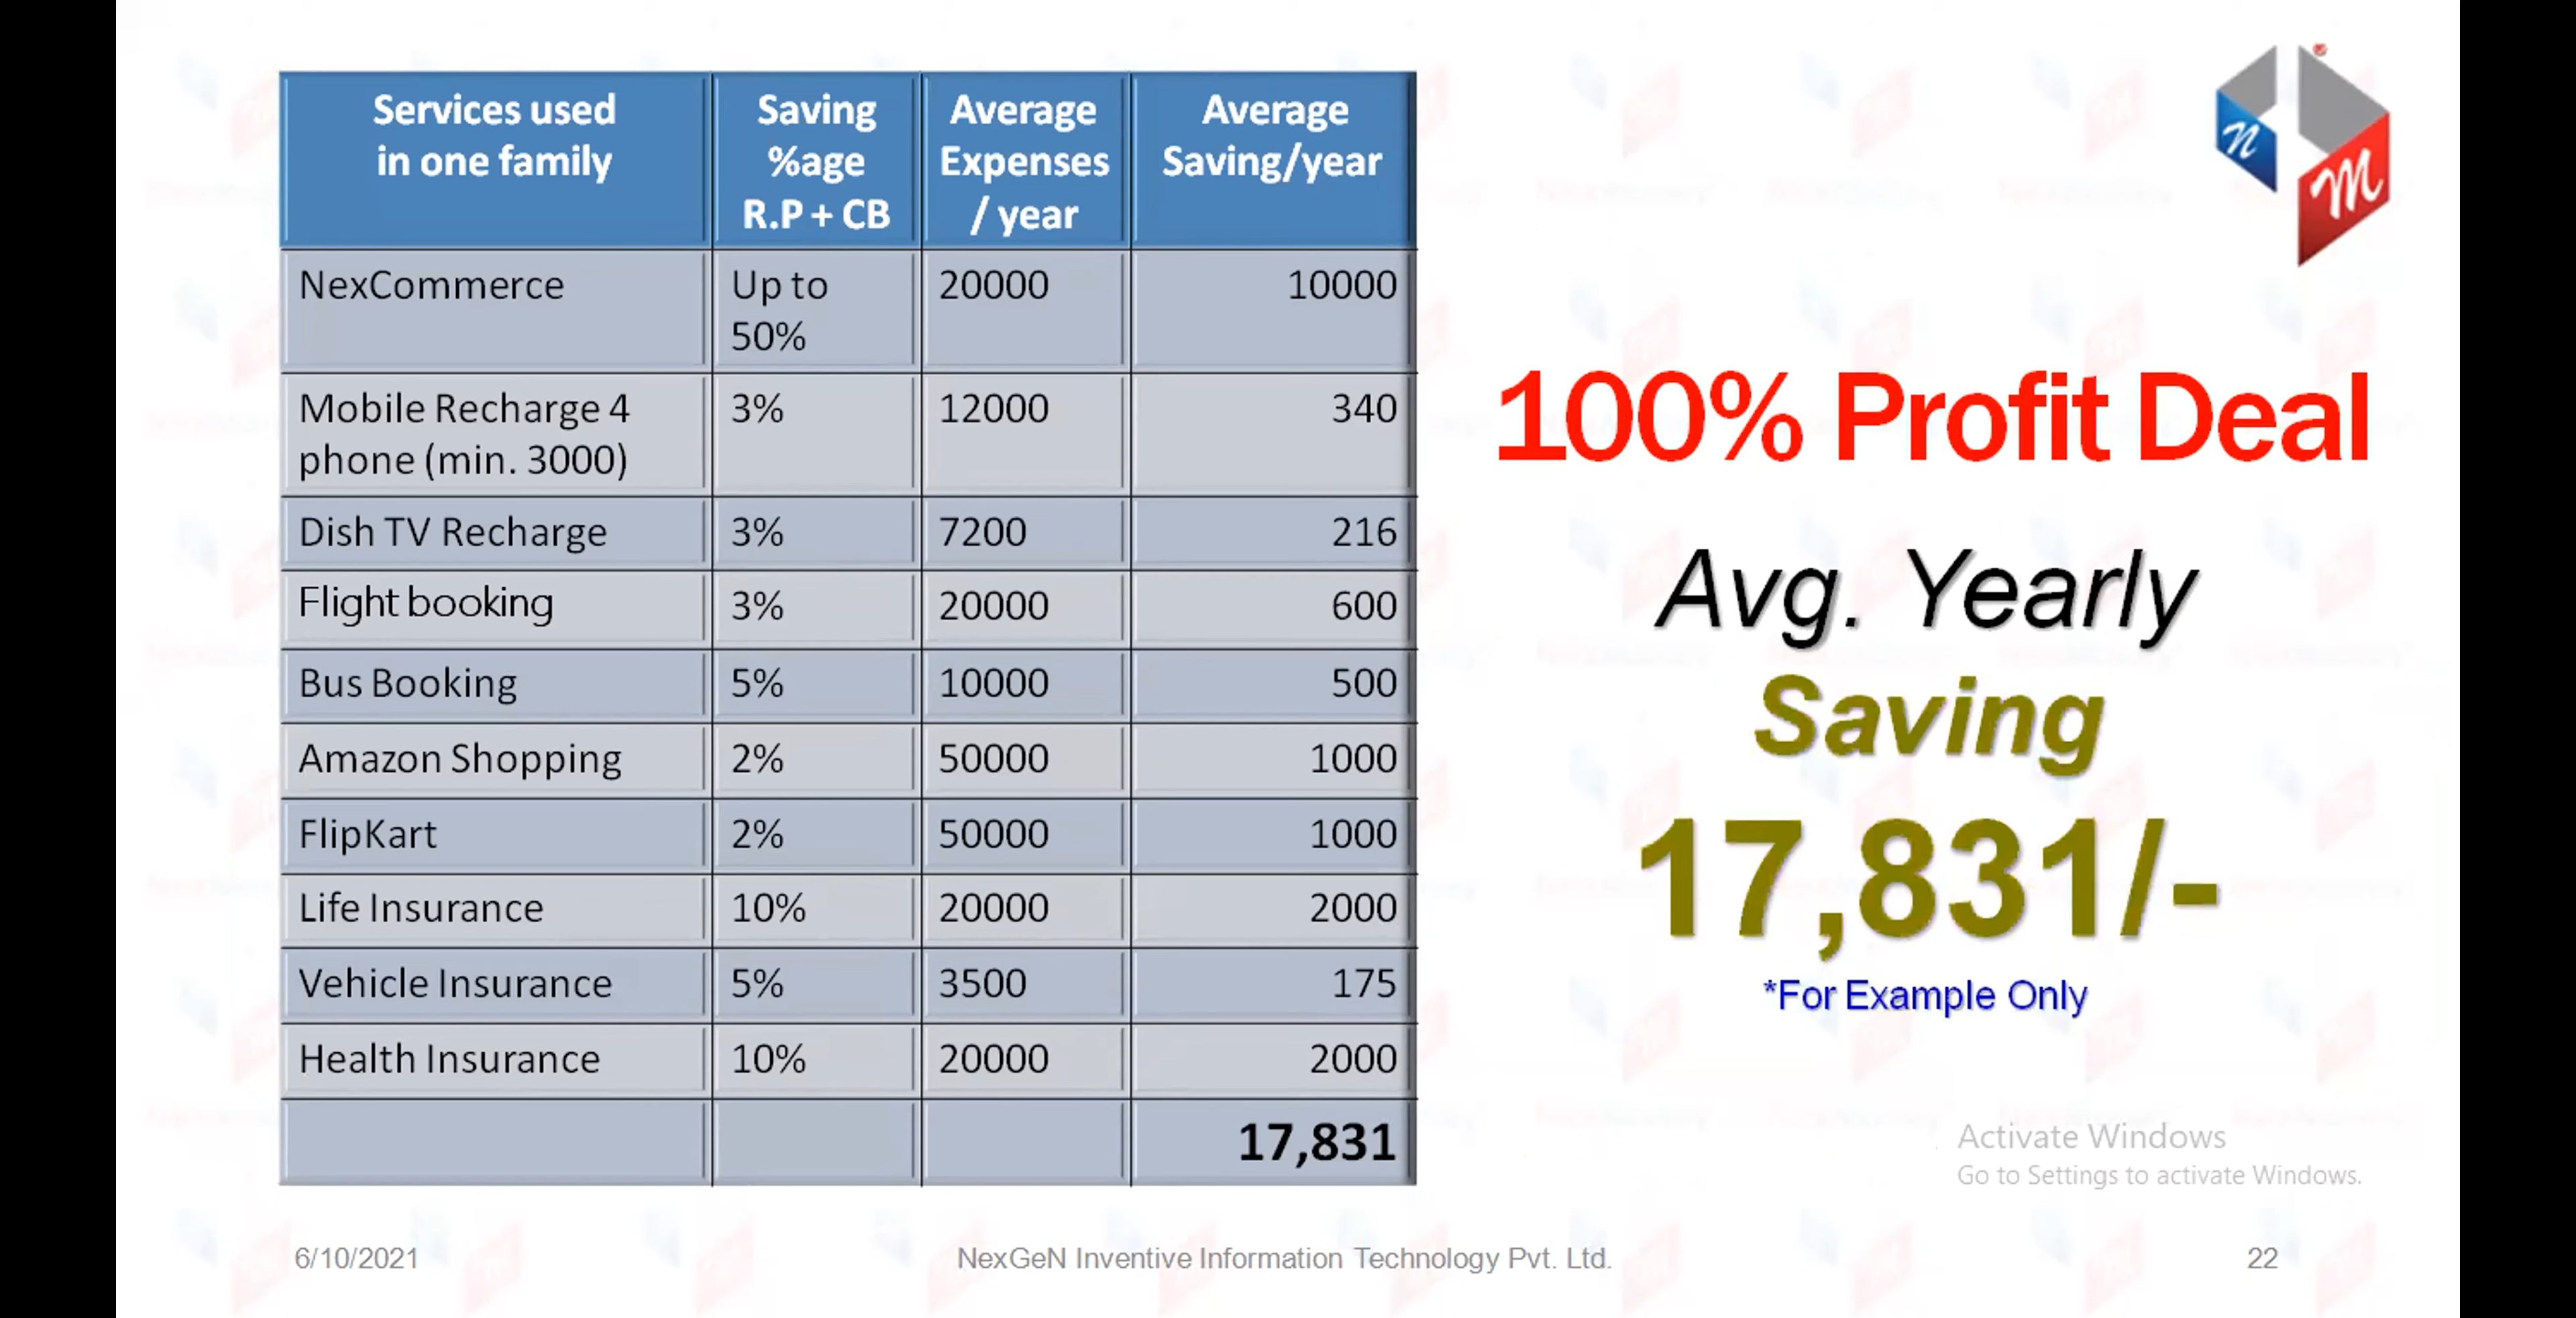 Services used
in one family
Saving
%age
R.P + CB
Average
Expenses
/ year
Average
Saving/year
NexCommerce
Up to
50%
20000
10000
Mobile Recharge 4
phone (min. 3000)
3%
12000
340
Dish TV Recharge
3%
7200
216
Flight booking
3%
20000
600
Bus Booking
5%
10000
500
Amazon Shopping
2%
50000
1000
FlipKart
2%
50000
1000
Life Insurance
10%
20000
2000
Vehicle Insurance
5%
3500
175
Health Insurance
10%
20000
2000
17,831
n
m
100% Profit Deal
Avg. Yearly
Saving
17,831/-
*For Example Only
Activate Windows
Go to Settings to activate Windows.
6/10/2021
NexGeN Inventive Information Technology Pvt. Ltd.
22